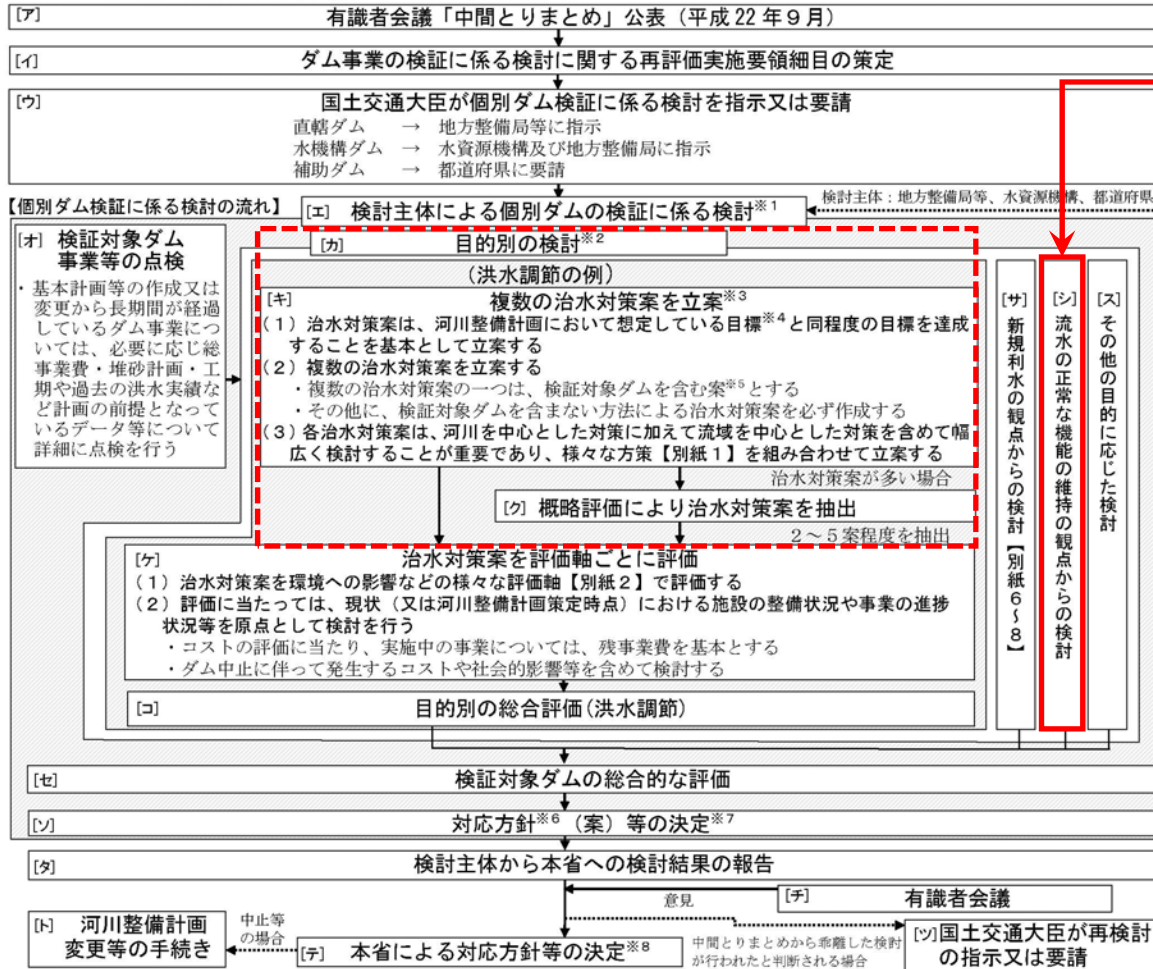 [ア] 有識者会議「中間とりまとめ」公表（平成22年９月）
[イ] ダム事業の検証に係る検討に関する再評価実施要領細目の策定
[ウ] 国土交通大臣が個別ダム検証に係る検討を指示又は要請
直轄ダム → 地方整備局等に指示
水機構ダム → 水資源機構及び地方整備局に指示
補助ダム → 都道府県に要請
【個別ダム検証に係る検討の流れ】
[エ] 検討主体による個別ダムの検証に係る検討※１
検討主体：地方整備局等、水資源機構、都道府県
[オ] 検証対象ダム
事業等の点検
・基本計画等の作成又は
変更から長期間が経過
しているダム事業につ
いては、必要に応じ総
事業費・堆砂計画・工
期や過去の洪水実績な
ど計画の前提となって
いるデータ等について
詳細に点検を行う
[カ] 目的別の検討※２
（洪水調節の例）
[キ] 複数の治水対策案を立案※３
（１）治水対策案は、河川整備計画において想定している目標※４と同程度の目標を達成
することを基本として立案する
（２）複数の治水対策案を立案する
・複数の治水対策案の一つは、検証対象ダムを含む案※５とする
・その他に、検証対象ダムを含まない方法による治水対策案を必ず作成する
（３）各治水対策案は、河川を中心とした対策に加えて流域を中心とした対策を含めて幅
広く検討することが重要であり、様々な方策【別紙１】を組み合わせて立案する
治水対策案が多い場合
[ク] 概略評価により治水対策案を抽出
２～５案程度を抽出
[ケ] 治水対策案を評価軸ごとに評価
（１）治水対策案を環境への影響などの様々な評価軸【別紙２】で評価する
（２）評価に当たっては、現状（又は河川整備計画策定時点）における施設の整備状況や事業の進捗
状況等を原点として検討を行う
・コストの評価に当たり、実施中の事業については、残事業費を基本とする
・ダム中止に伴って発生するコストや社会的影響等を含めて検討する
[コ] 目的別の総合評価（洪水調節）
[サ] 新規利水の観点からの検討【別紙６～８】
[シ] 流水の正常な機能の維持の観点からの検討
[ス] その他の目的に応じた検討
[セ] 検証対象ダムの総合的な評価
[ソ] 対応方針※６（案）等の決定※７
[タ] 検討主体から本省への検討結果の報告
意見
[チ] 有識者会議
[ト] 河川整備計画
変更等の手続き
中止等
の場合
[テ] 本省による対応方針等の決定※８
中間とりまとめから乖離した検討
が行われたと判断される場合
[ツ] 国土交通大臣が再検討
の指示又は要請